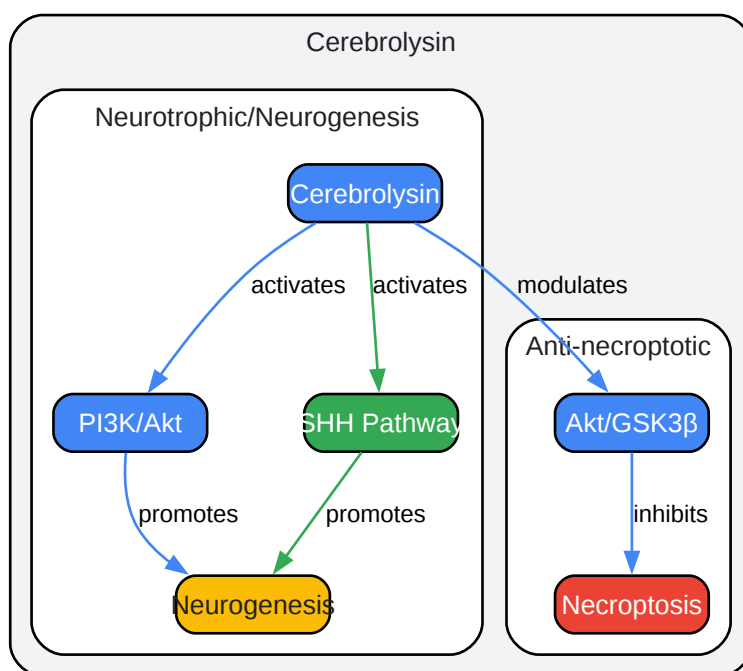 Cerebrolysin
Neurotrophic/Neurogenesis
Cerebrolysin
activates
activates
modulates
Anti-necroptotic
PI3K/Akt
SHH Pathway
Akt/GSK3β
promotes
promotes
inhibits
Neurogenesis
Necroptosis